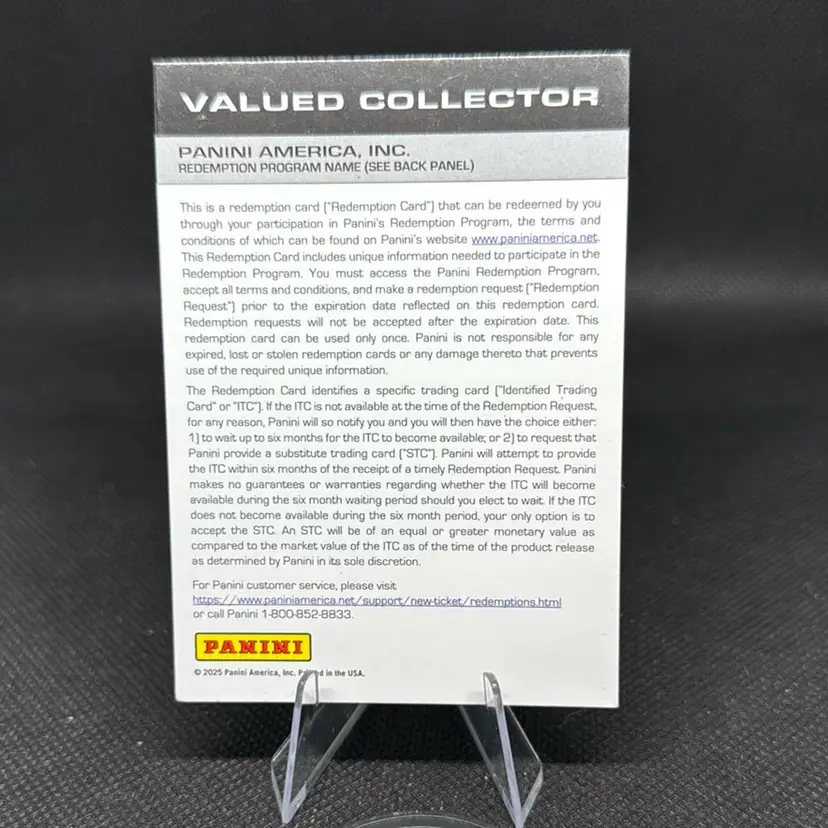 VALUED COLLECTOR
PANINI AMERICA, INC.
REDEMPTION PROGRAM NAME (SEE BACK PANEL)
This is a redemption card ("Redemption Card") that can be redeemed by you
through your participation in Panini's Redemption Program, the terms and
conditions of which can be found on Panini's website www.paniniamerica.net.
This Redemption Card includes unique information needed to participate in the
Redemption Program. You must access the Panini Redemption Program,
accept all terms and conditions, and make a redemption request ("Redemption
Request") prior to the expiration date reflected on this redemption card.
Redemption requests will not be accepted after the expiration date. This
redemption card can be used only once. Panini is not responsible for any
expired, lost or stolen redemption cards or any damage thereto that prevents
use of the required unique information.
The Redemption Card identifies a specific trading card ("Identified Trading
Card" or "ITC"). If the ITC is not available at the time of the Redemption Request,
for any reason, Panini will so notify you and you will then have the choice either:
1) to wait up to six months for the ITC to become available; or 2) to request that
Panini provide a substitute trading card ("STC"). Panini will attempt to provide
the ITC within six months of the receipt of a timely Redemption Request. Panini
makes no guarantees or warranties regarding whether the ITC will become
available during the six month waiting period should you elect to wait. If the ITC
does not become available during the six month period, your only option is to
accept the STC. An STC will be of an equal or greater monetary value as
compared to the market value of the ITC as of the time of the product release
as determined by Panini in its sole discretion.
For Panini customer service, please visit
https://www.paniniamerica.net/support/new-ticket/redemptions.html
or call Panini 1-800-852-8833.
PANINI
© 2025 Panini America, Inc. Printed in the USA.